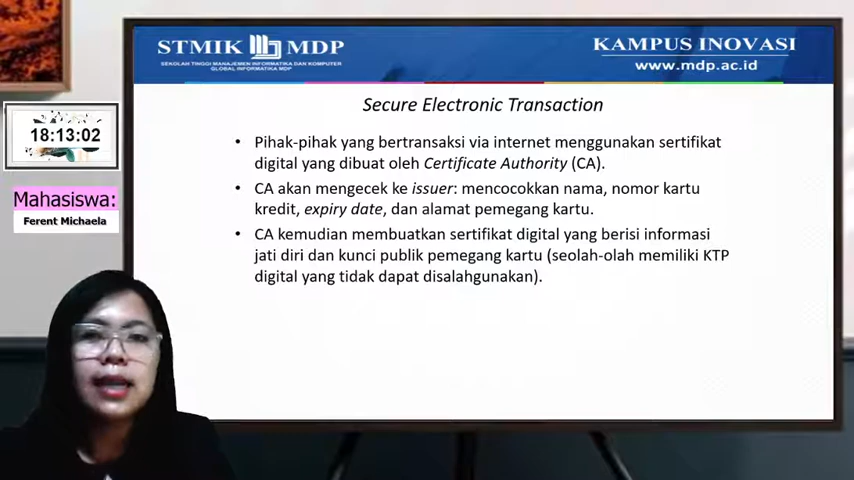 STMIK MDP
SEKOLAH TINGGI MANAJEMEN INFORMATIKA DAN KOMPUTER
GLOBAL INFORMATIKA MDP
KAMPUS INOVASI
www.mdp.ac.id
18:13:02
Mahasiswa:
Ferent Michaela
Secure Electronic Transaction
• Pihak-pihak yang bertransaksi via internet menggunakan sertifikat
digital yang dibuat oleh Certificate Authority (CA).
• CA akan mengecek ke issuer: mencocokkan nama, nomor kartu
kredit, expiry date, dan alamat pemegang kartu.
• CA kemudian membuatkan sertifikat digital yang berisi informasi
jati diri dan kunci publik pemegang kartu (seolah-olah memiliki KTP
digital yang tidak dapat disalahgunakan).